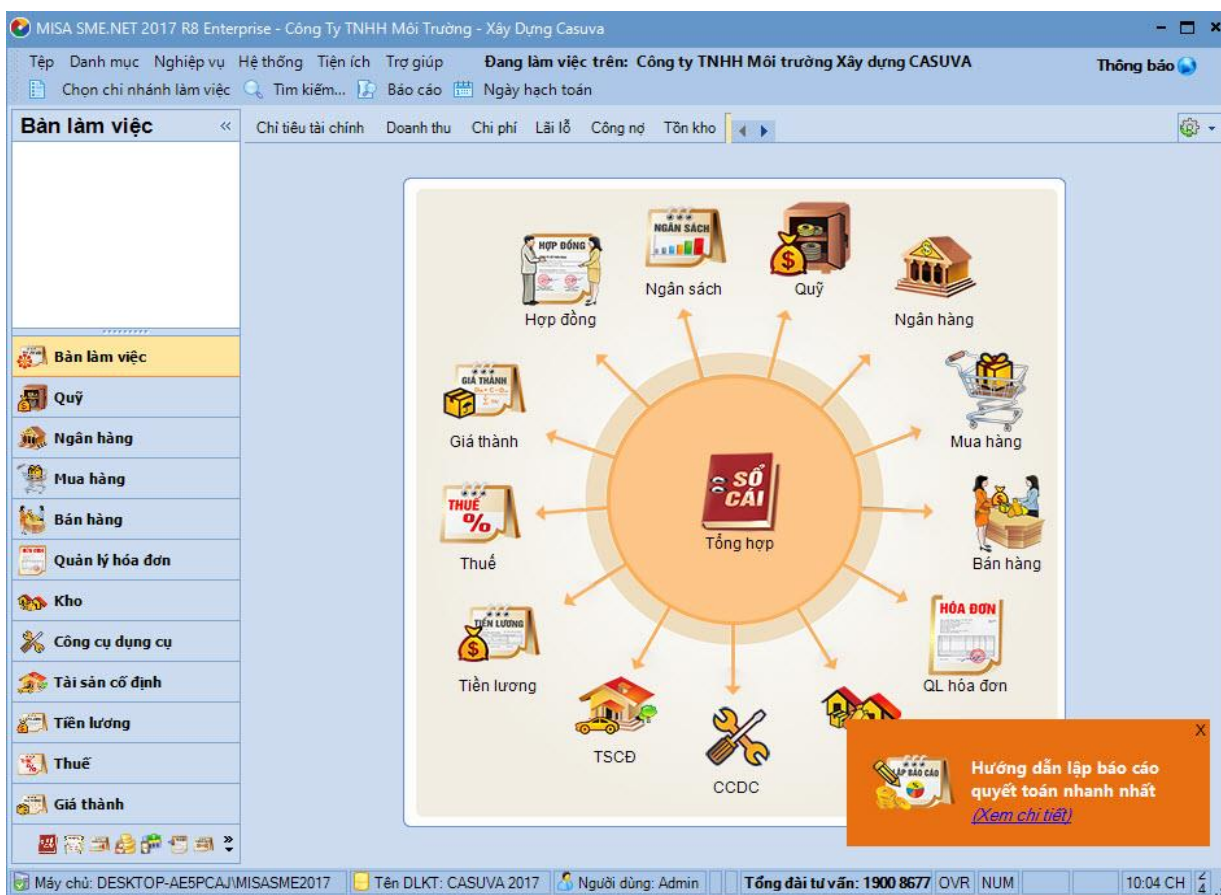 MISA SME.NET 2017 R8 Enterprise - Công Ty TNHH Môi Trường - Xây Dựng Casuva
Tệp Danh mục Nghiệp vụ Hệ thống Tiện ích Trợ giúp Đang làm việc trên: Công ty TNHH Môi trường Xây dựng CASUVA Thông báo
Chọn chi nhánh làm việc Tìm kiếm... Báo cáo Ngày hạch toán
Bàn làm việc « Chỉ tiêu tài chính Doanh thu Chi phí Lãi lỗ Công nợ Tồn kho
HỢP ĐỒNG
Hợp đồng
NGÂN SÁCH
Ngân sách
Quỹ
Ngân hàng
GIÁ THÀNH
Giá thành
Mua hàng
THUẾ
%
Thuế
SỔ CÁI
Tổng hợp
Bán hàng
TIỀN LƯƠNG
Tiền lương
HÓA ĐƠN
QL hóa đơn
TSCĐ
CCDC
Bàn làm việc
Quỹ
Ngân hàng
Mua hàng
Bán hàng
Quản lý hóa đơn
Kho
Công cụ dụng cụ
Tài sản cố định
Tiền lương
Thuế
Giá thành
X
LẬP BÁO CÁO
Hướng dẫn lập báo cáo
quyết toán nhanh nhất
(Xem chi tiết)
Máy chủ: DESKTOP-AE5PCAJ\MISASME2017 Tên DLKT: CASUVA 2017 Người dùng: Admin Tổng đài tư vấn: 1900 8677 OVR NUM 10:04 CH